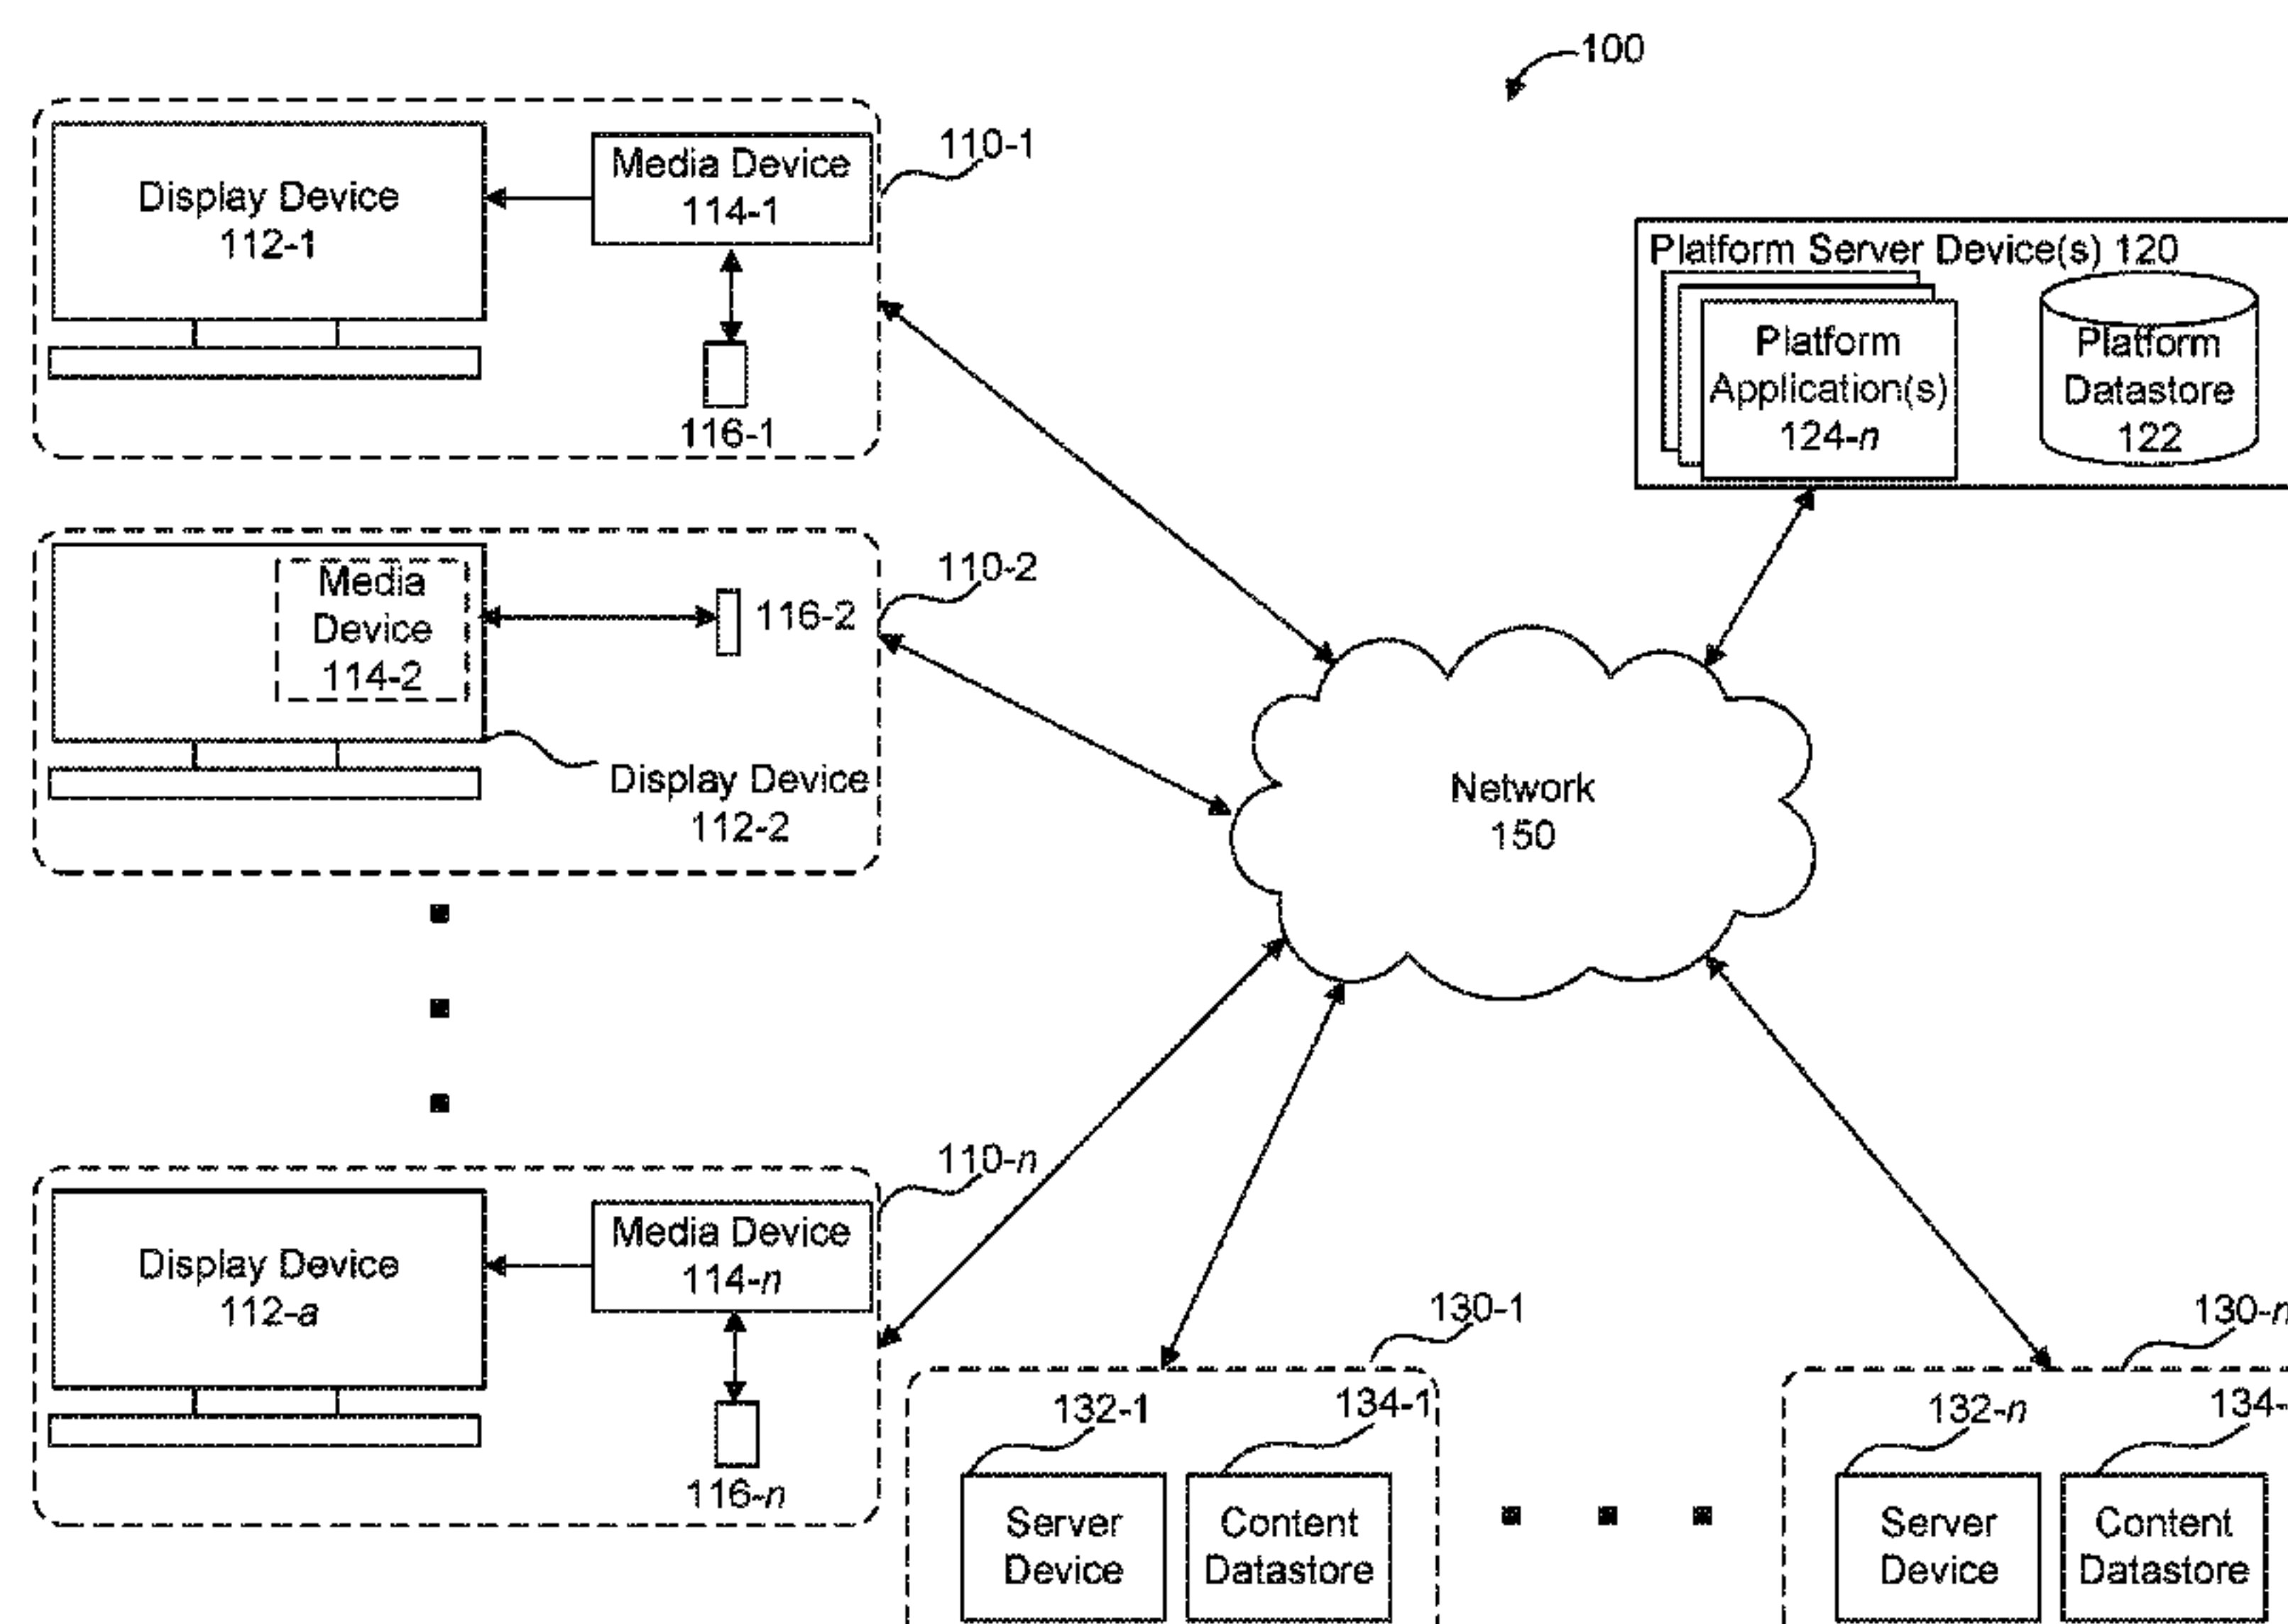 100
110-1
Display Device
112-1
Media Device
114-1
116-1
Platform Server Device(s) 120
Platform
Application(s)
124-n
Platform
Datastore
122
110-2
Media
Device
114-2
116-2
Display Device
112-2
Network
150
110-n
Display Device
112-a
Media Device
114-n
116-n
130-1
132-1
134-1
Server
Device
Content
Datastore
130-n
132-n
134-
Server
Device
Content
Datastore